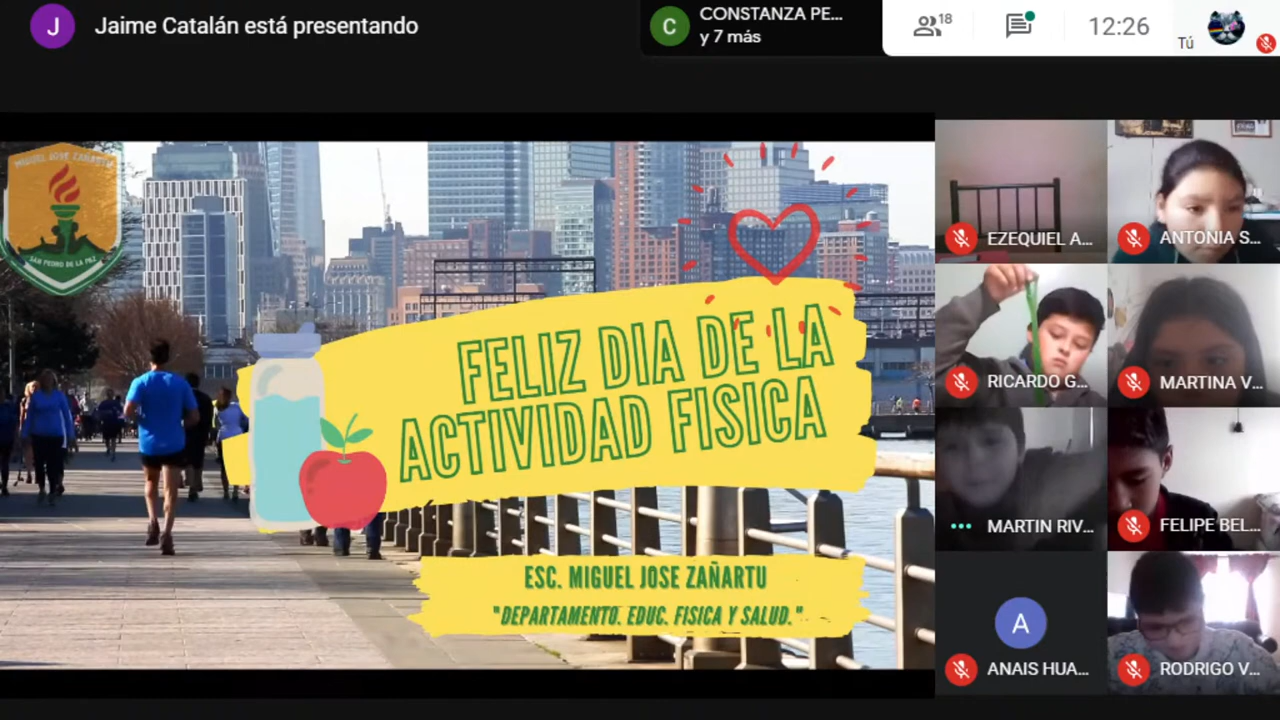 J
Jaime Catalán está presentando
C
CONSTANZA PE...
y 7 más
18
12:26
Tú
MIGUEL JOSE ZAÑARTU
SAN PEDRO DE LA PAZ
FELIZ DIA DE LA
ACTIVIDAD FISICA
ESC. MIGUEL JOSE ZAÑARTU
"DEPARTAMENTO. EDUC. FISICA Y SALUD."
EZEQUIEL A...
ANTONIA S...
RICARDO G...
MARTINA V...
MARTIN RIV...
FELIPE BEL...
A
ANAIS HUA...
RODRIGO V...